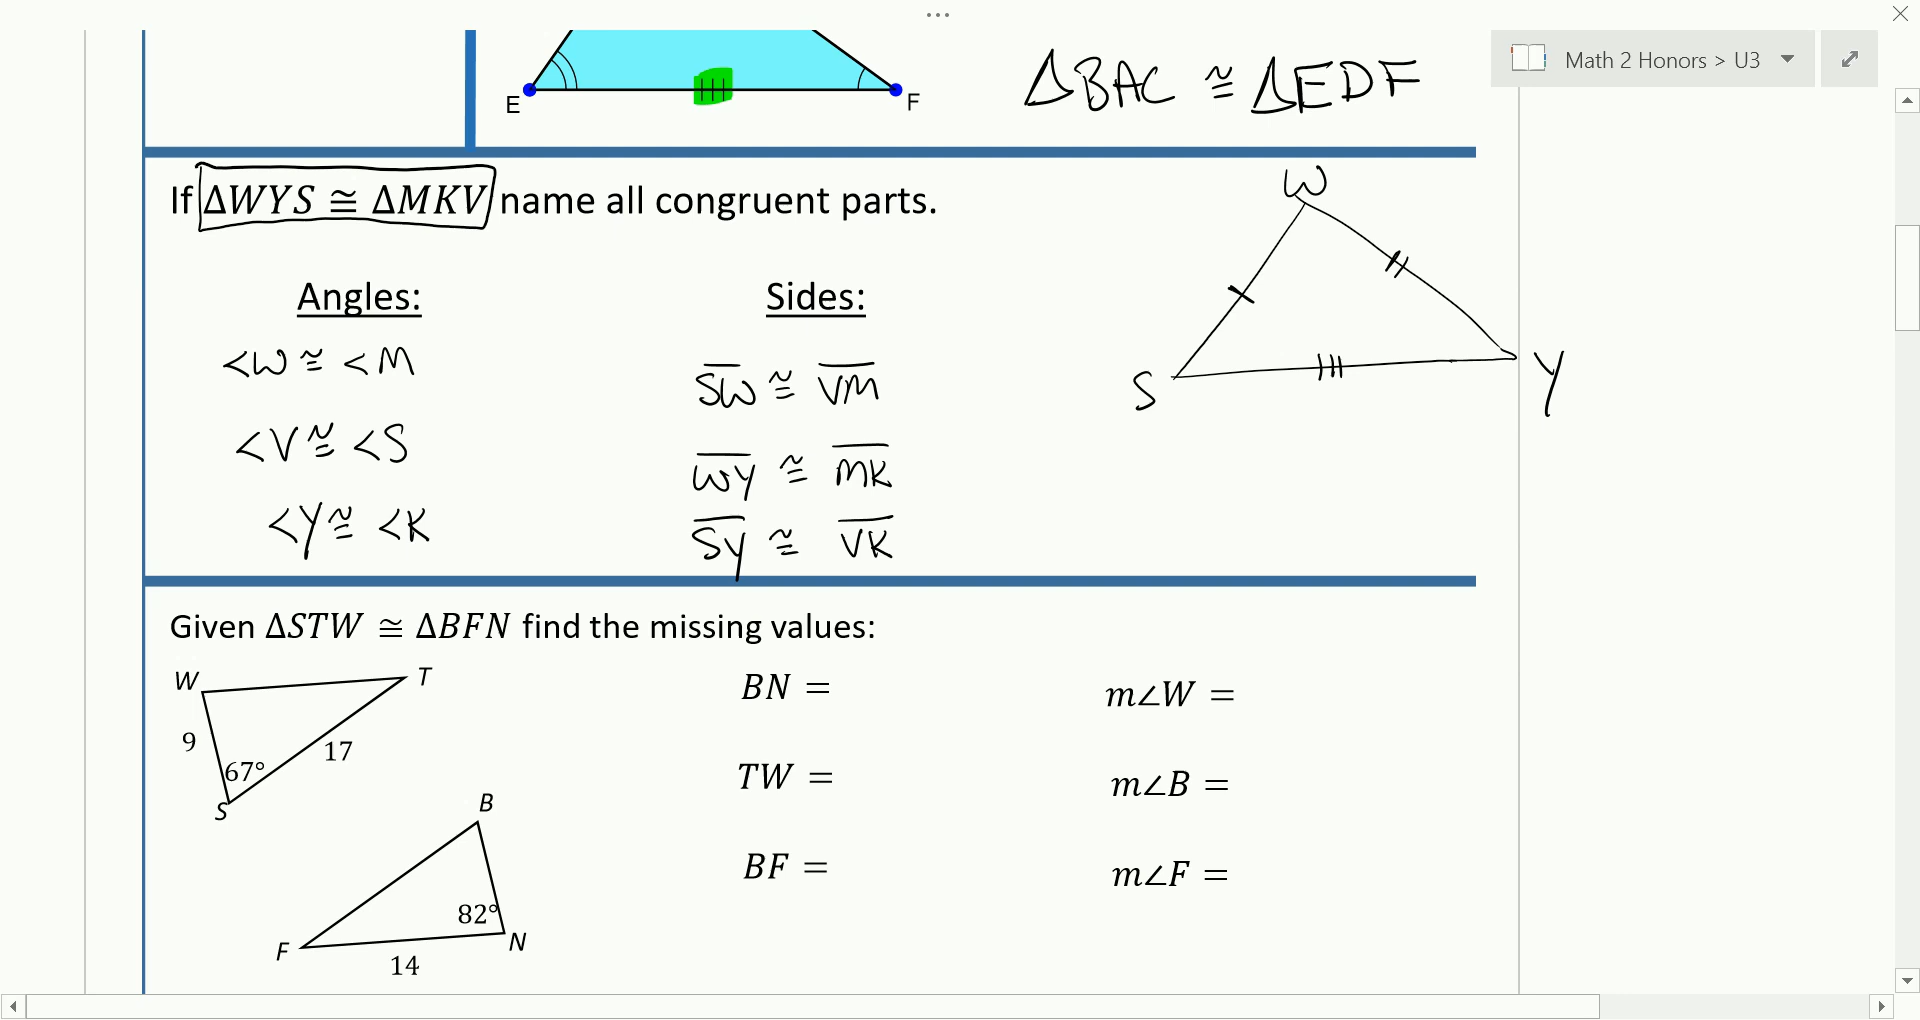 ...
Math 2 Honors > U3
E
F
ΔBAC ≅ ΔEDF
If ΔWYS ≅ ΔMKV name all congruent parts.
W
S
Y
Angles:
<W ≅ <M
<V ≅ <S
<Y ≅ <K
Sides:
SW ≅ VM
WY ≅ MK
SY ≅ VK
Given ΔSTW ≅ ΔBFN find the missing values:
W
T
9
17
67°
S
B
82°
F
N
14
BN =
TW =
BF =
m∠W =
m∠B =
m∠F =